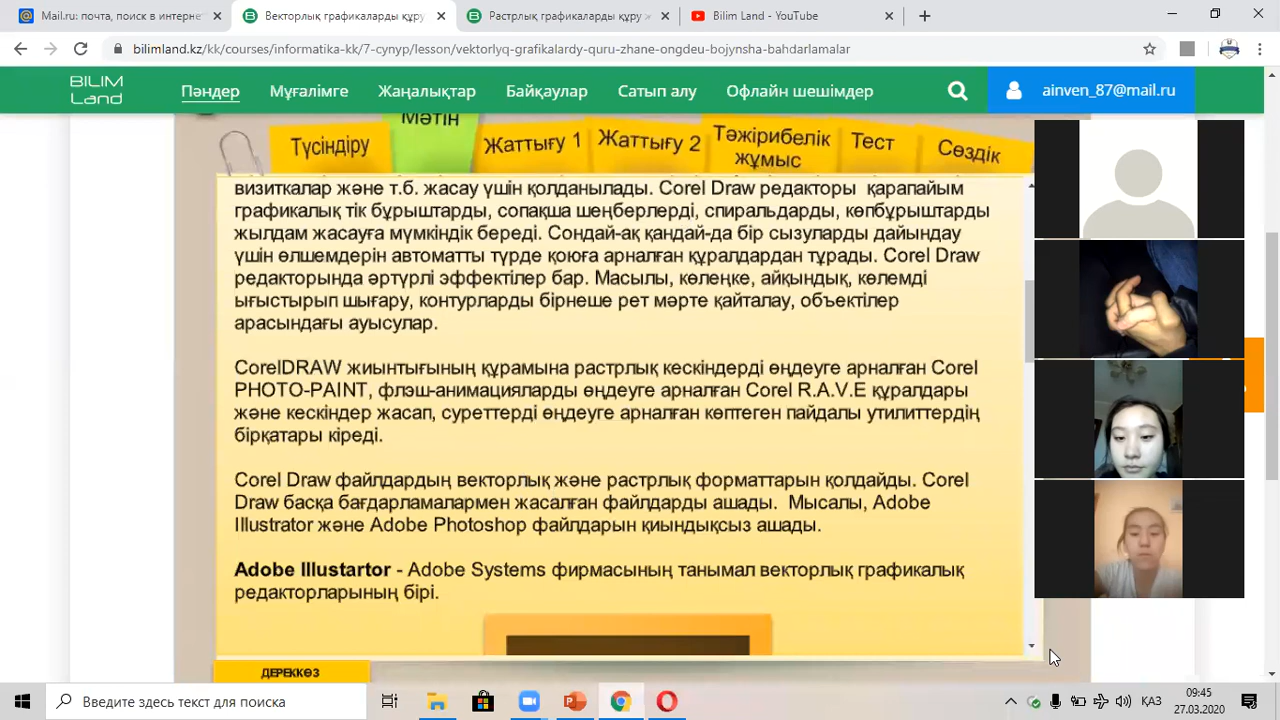 Mail.ru: почта, поиск в интернет
Векторлық графикаларды құру
Растрлық графикаларды құру ж
Bilim Land - YouTube
bilimland.kz/kk/courses/informatika-kk/7-synyp/lesson/vektorlyq-grafikalardy-quru-zhane-ongdeu-bojynsha-bahdarlamalar
BILIM
Land
Пәндер
Мұғалімге
Жаңалықтар
Байқаулар
Сатып алу
Офлайн шешімдер
ainven_87@mail.ru
Түсіндіру
Мәтін
Жаттығу 1
Жаттығу 2
Тәжірибелік
жұмыс
Тест
Сөздік
визиткалар және т.б. жасау үшін қолданылады. Corel Draw редакторы қарапайым
графикалық тік бұрыштарды, сопақша шеңберлерді, спиральдарды, көпбұрыштарды
жылдам жасауға мүмкіндік береді. Сондай-ақ қандай-да бір сызуларды дайындау
үшін өлшемдерін автоматты түрде қоюға арналған құралдардан тұрады. Corel Draw
редакторында әртүрлі эффектілер бар. Масылы, көлеңке, айқындық, көлемді
ығыстырып шығару, контурларды бірнеше рет мәрте қайталау, объектілер
арасындағы ауысулар.
CorelDRAW жиынтығының құрамына растрлық кескіндерді өңдеуге арналған Corel
PHOTO-PAINT, флэш-анимацияларды өңдеуге арналған Corel R.A.V.E құралдары
және кескіндер жасап, суреттерді өңдеуге арналған көптеген пайдалы утилиттердің
бірқатары кіреді.
Corel Draw файлдардың векторлық және растрлық форматтарын қолдайды. Corel
Draw басқа бағдарламалармен жасалған файлдарды ашады. Мысалы, Adobe
Illustrator және Adobe Photoshop файлдарын қиындықсыз ашады.
Adobe Illustartor - Adobe Systems фирмасының танымал векторлық графикалық
редакторларының бірі.
ДЕРЕККӨЗ
Введите здесь текст для поиска
ҚАЗ
09:45
27.03.2020